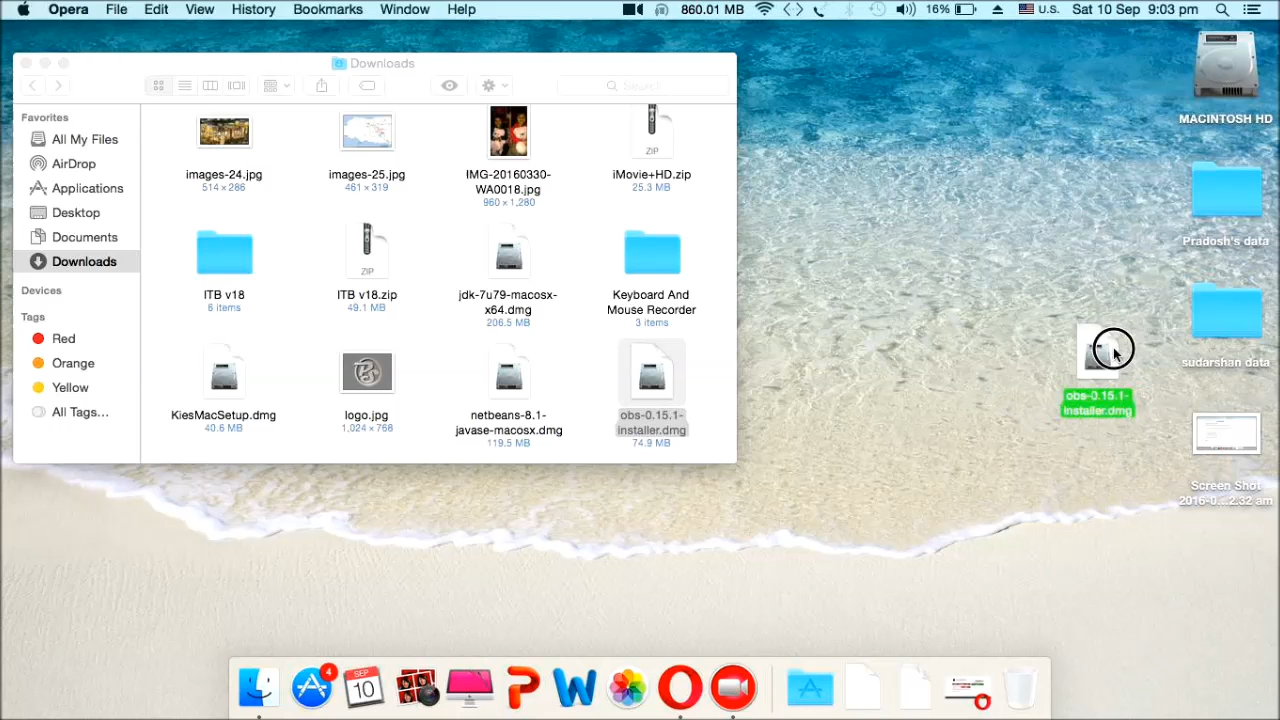 Opera File Edit View History Bookmarks Window Help 860.01 MB 16% U.S. Sat 10 Sep 9:03 pm
Downloads
Search
Favorites
All My Files
AirDrop
Applications
Desktop
Documents
Downloads
Devices
Tags
Red
Orange
Yellow
All Tags...
images-24.jpg
514 × 286
images-25.jpg
461 × 319
IMG-20160330-
WA0018.jpg
960 × 1,280
ZIP
iMovie+HD.zip
25.3 MB
ITB v18
6 items
ZIP
ITB v18.zip
49.1 MB
jdk-7u79-macosx-
x64.dmg
206.5 MB
Keyboard And
Mouse Recorder
3 items
KiesMacSetup.dmg
40.6 MB
logo.jpg
1,024 × 768
netbeans-8.1-
javase-macosx.dmg
119.5 MB
obs-0.15.1-
installer.dmg
74.9 MB
obs-0.15.1-
installer.dmg
MACINTOSH HD
Pradosh's data
sudarshan data
Screen Shot
2016-0....2.32 am
4
SEP
10